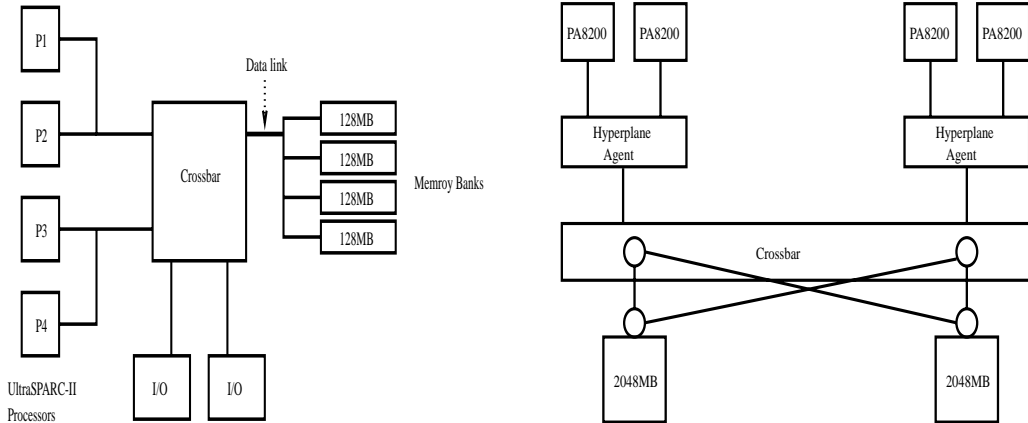 P1
P2
P3
P4
UltraSPARC-II
Processors
Crossbar
Data link
128MB
128MB
128MB
128MB
Memroy Banks
I/O
I/O
PA8200
PA8200
PA8200
PA8200
Hyperplane
Agent
Hyperplane
Agent
Crossbar
2048MB
2048MB